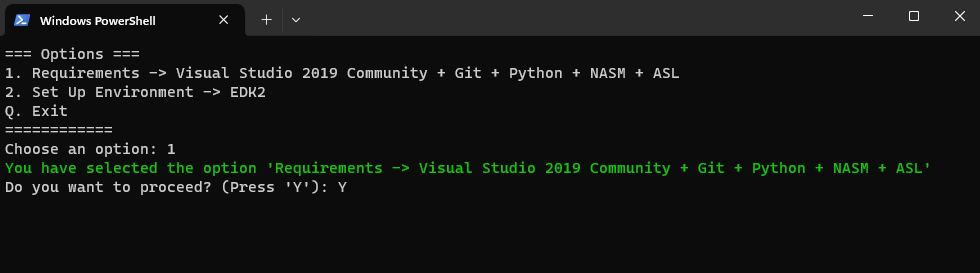 Windows PowerShell
=== Options ===
1. Requirements -> Visual Studio 2019 Community + Git + Python + NASM + ASL
2. Set Up Environment -> EDK2
Q. Exit
============
Choose an option: 1
You have selected the option 'Requirements -> Visual Studio 2019 Community + Git + Python + NASM + ASL'
Do you want to proceed? (Press 'Y'): Y